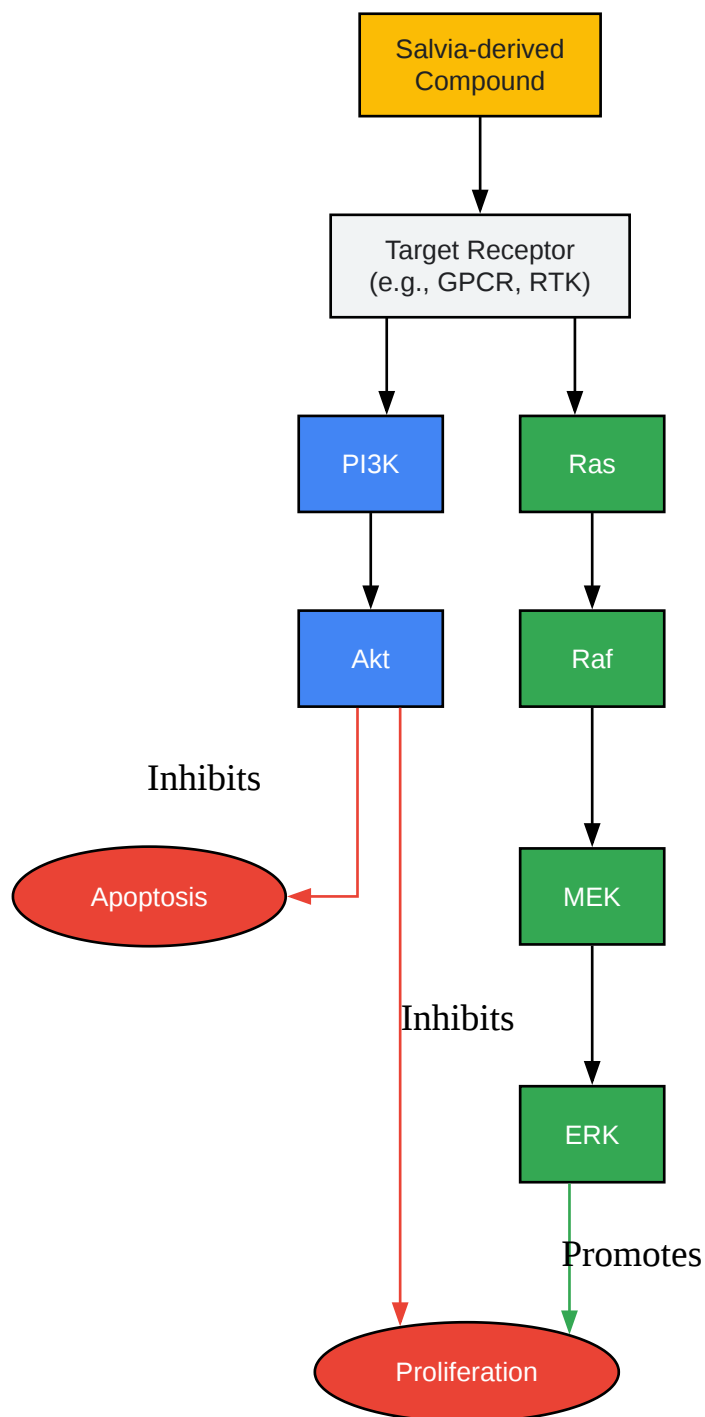 Salvia-derived
Compound
Target Receptor
(e.g., GPCR, RTK)
PI3K
Ras
Akt
Raf
Inhibits
Apoptosis
MEK
Inhibits
ERK
Promotes
Proliferation